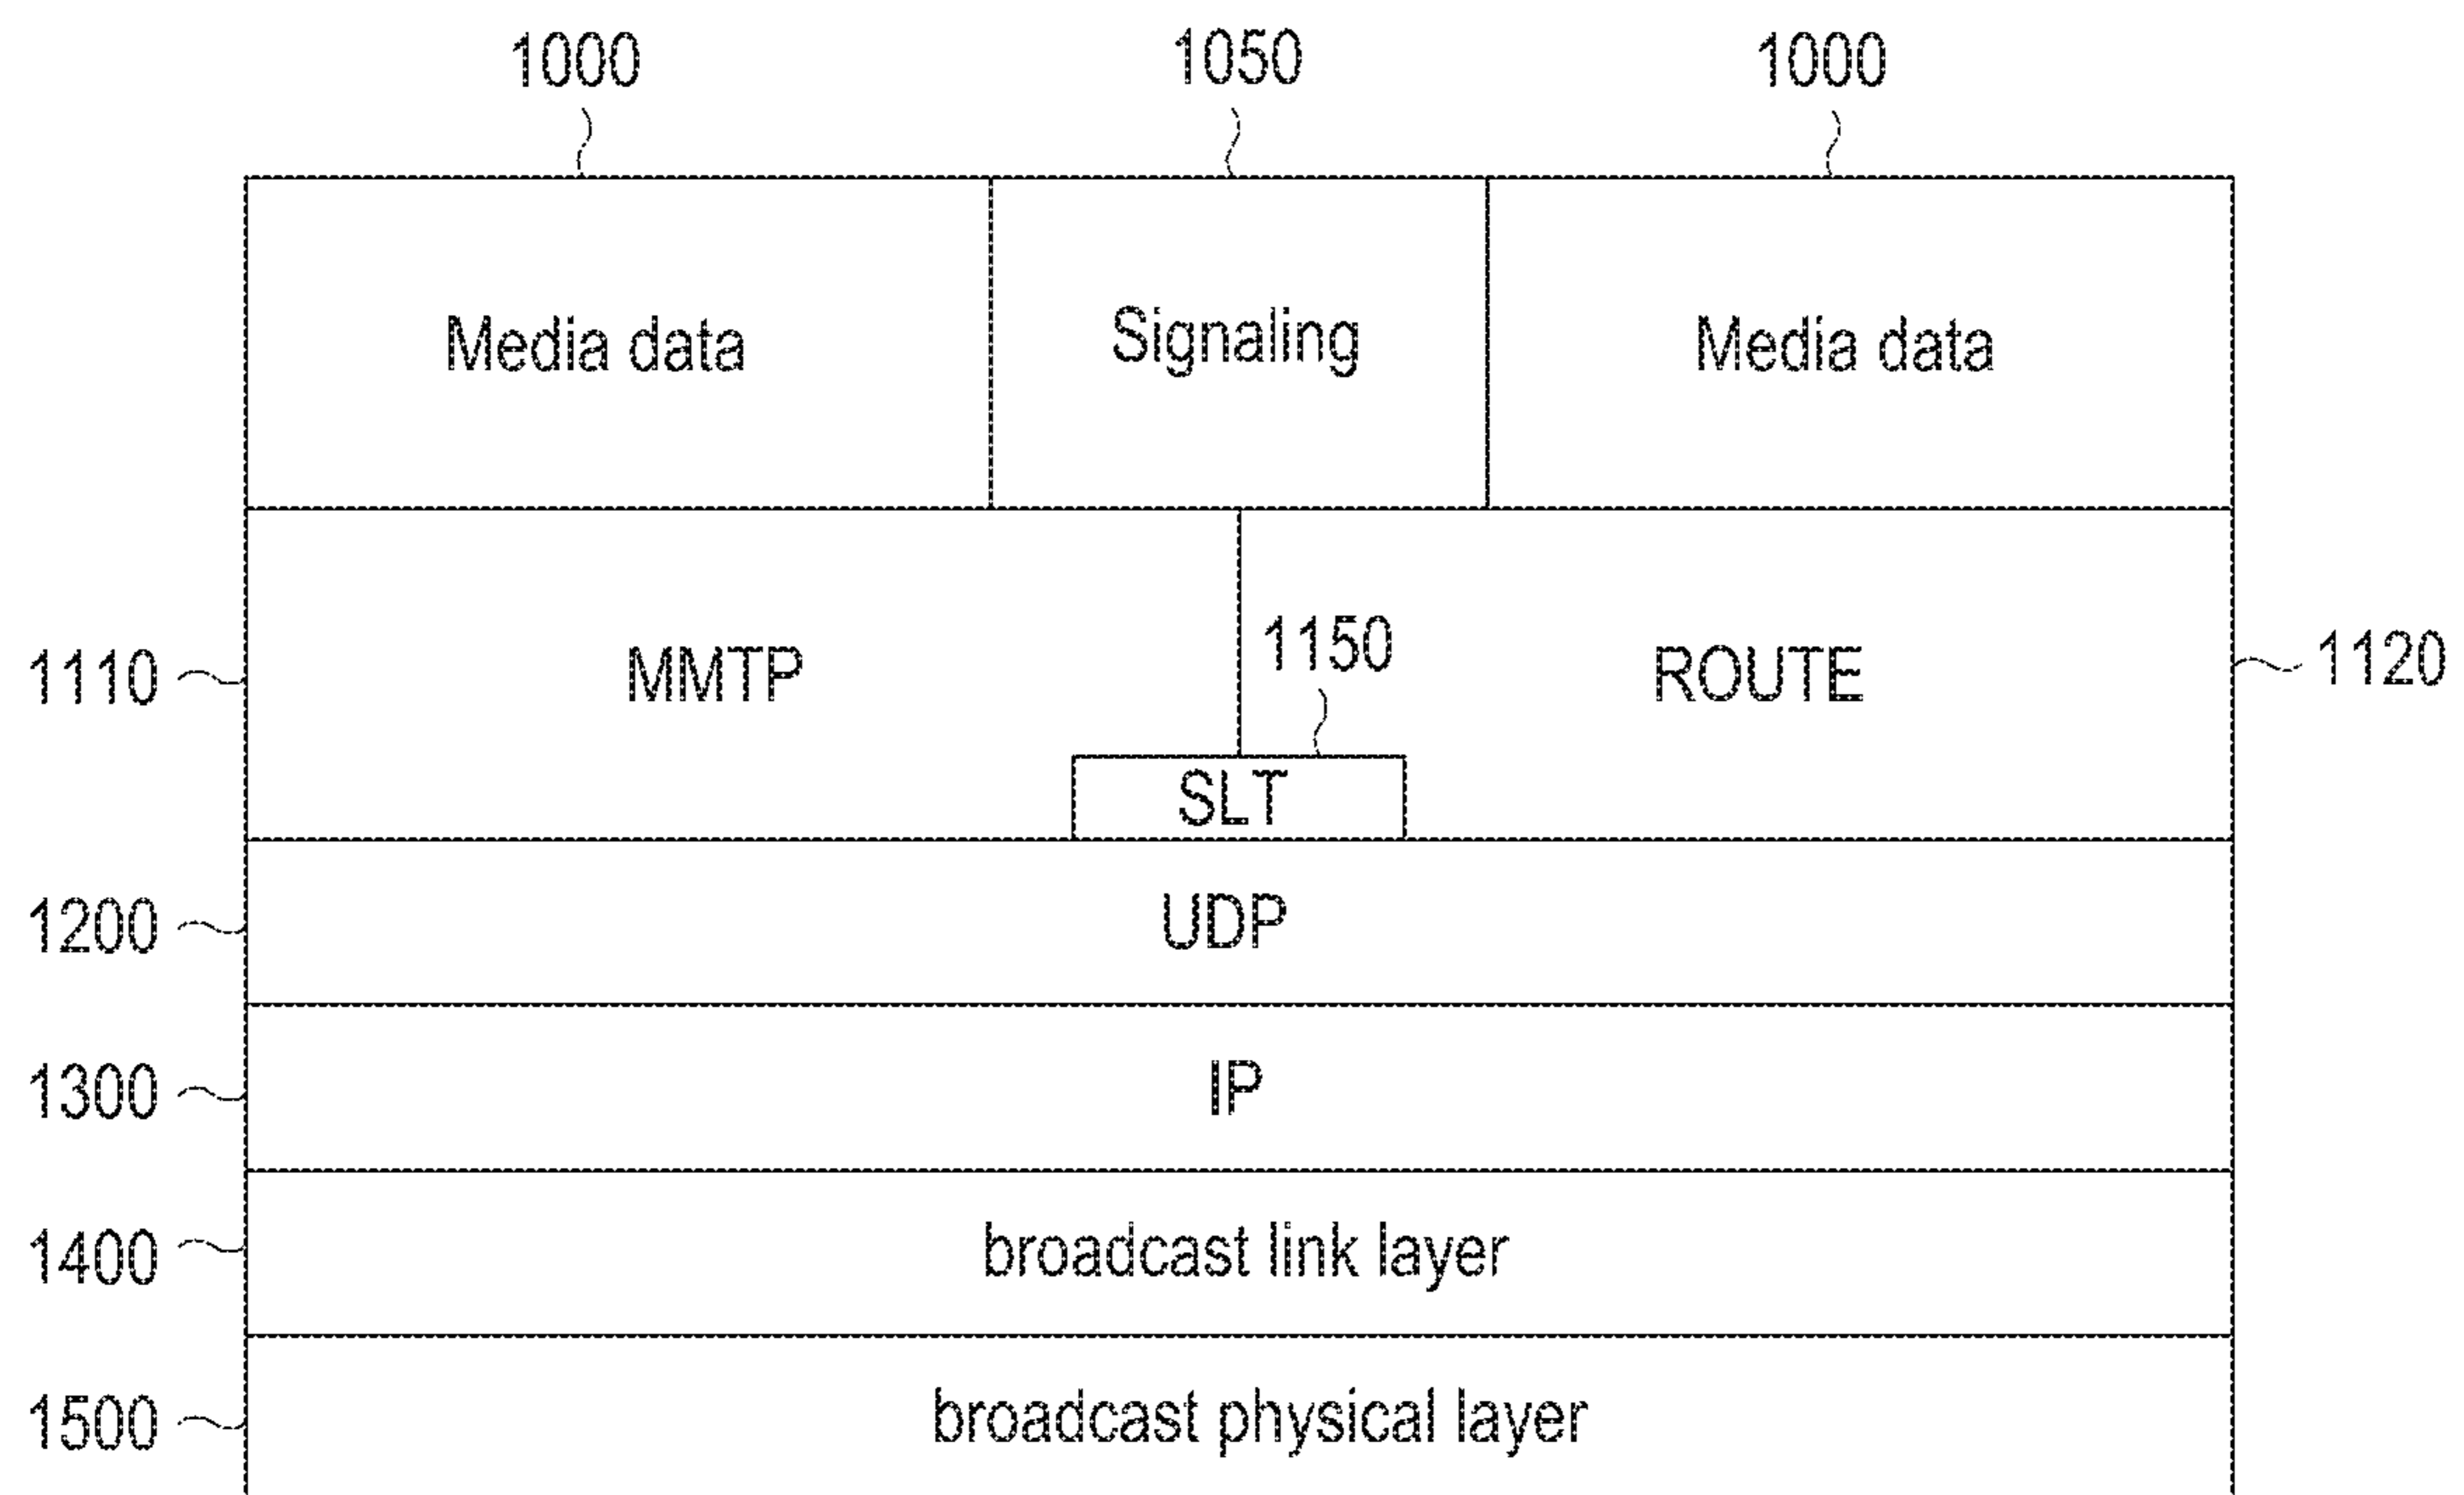 1000
1050
1000
Media data
Signaling
Media data
1110
MMTP
1150
ROUTE
1120
SLT
1200
UDP
1300
IP
1400
broadcast link layer
1500
broadcast physical layer